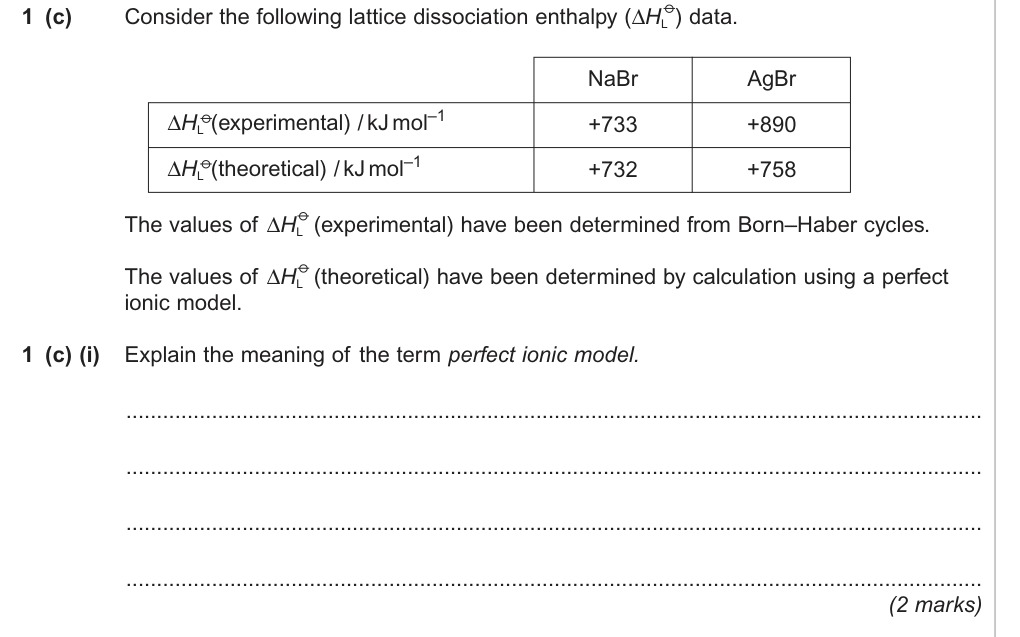 1 (c) Consider the following lattice dissociation enthalpy (ΔH_L^⦵) data.
NaBr AgBr
ΔH_L^⦵(experimental) / kJ mol⁻¹ +733 +890
ΔH_L^⦵(theoretical) / kJ mol⁻¹ +732 +758
The values of ΔH_L^⦵ (experimental) have been determined from Born–Haber cycles.
The values of ΔH_L^⦵ (theoretical) have been determined by calculation using a perfect
ionic model.
1 (c) (i) Explain the meaning of the term perfect ionic model.
(2 marks)